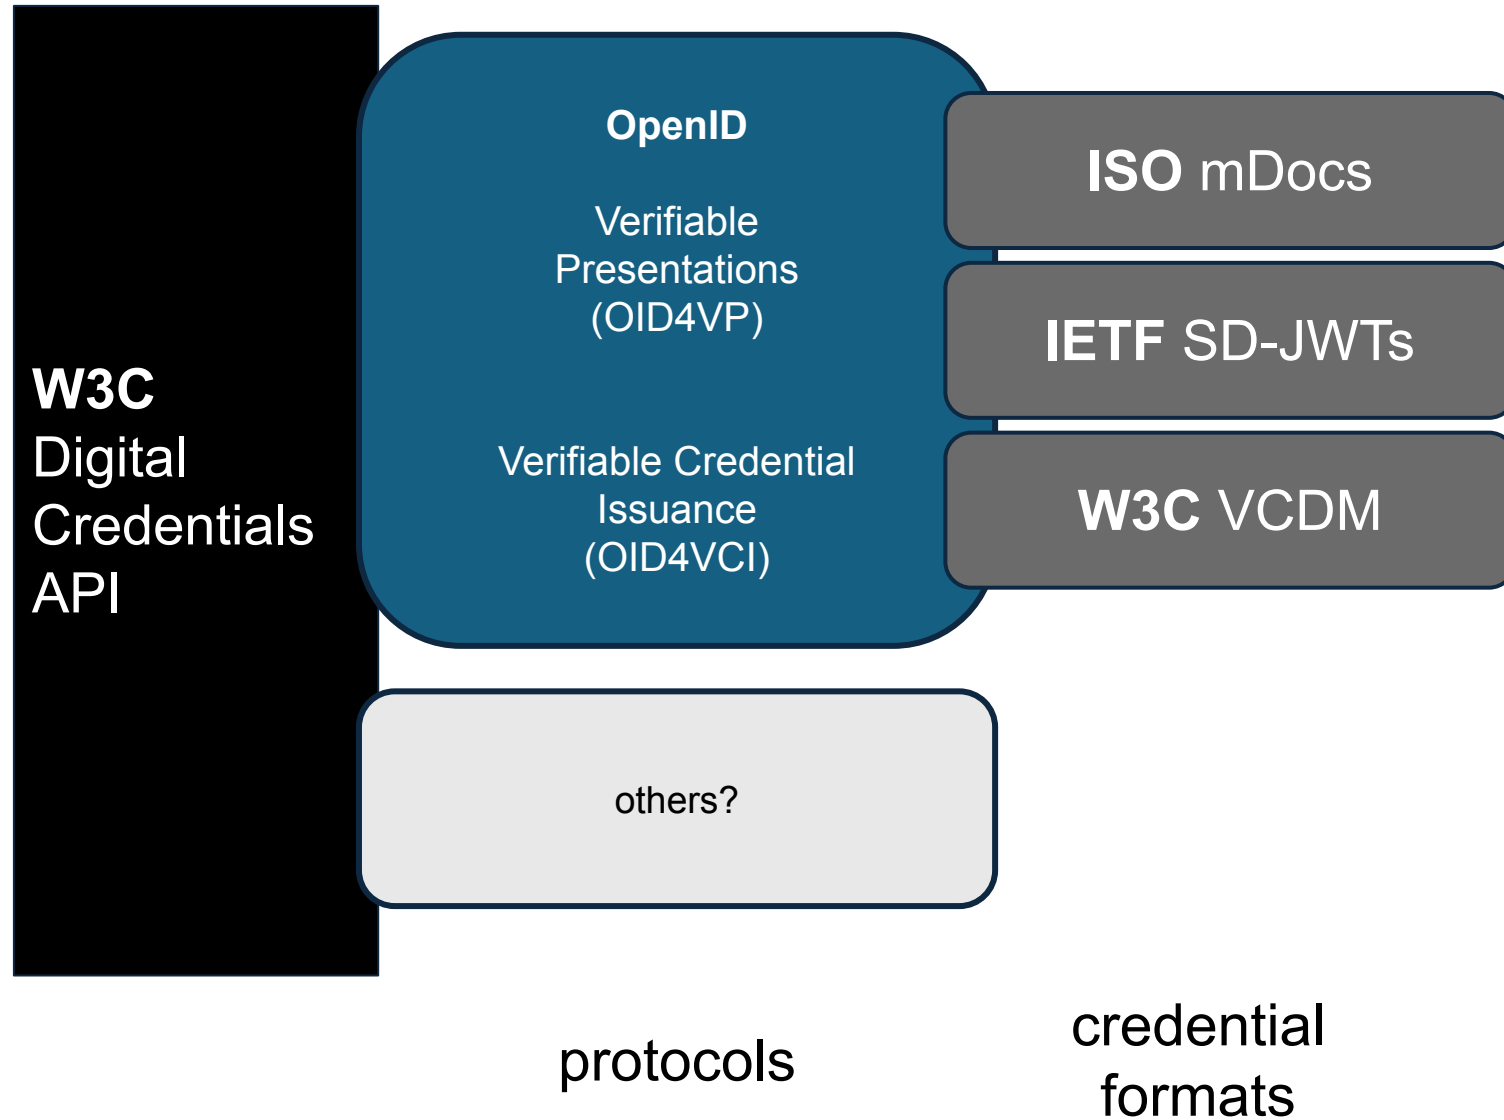 W3C
Digital
Credentials
API
OpenID
Verifiable
Presentations
(OID4VP)
Verifiable Credential
Issuance
(OID4VCI)
ISO mDocs
IETF SD-JWTs
W3C VCDM
others?
protocols
credential
formats